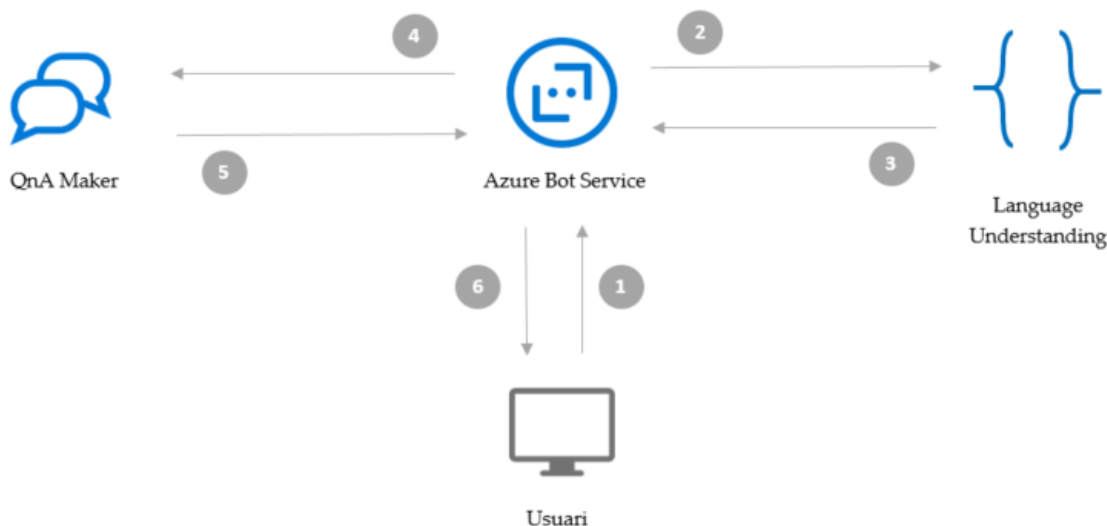 4
2
QnA Maker
5
Azure Bot Service
3
Language
Understanding
6
1
Usuari